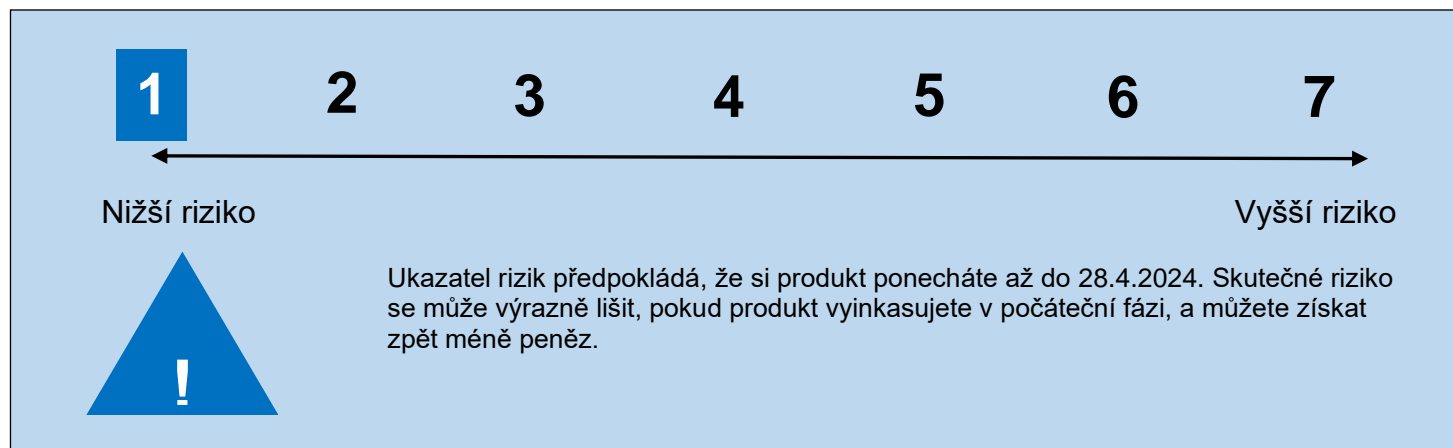 1 2 3 4 5 6 7
Nižší riziko Vyšší riziko
Ukazatel rizik předpokládá, že si produkt ponecháte až do 28.4.2024. Skutečné riziko
se může výrazně lišit, pokud produkt vyinkasujete v počáteční fázi, a můžete získat
zpět méně peněz.
!